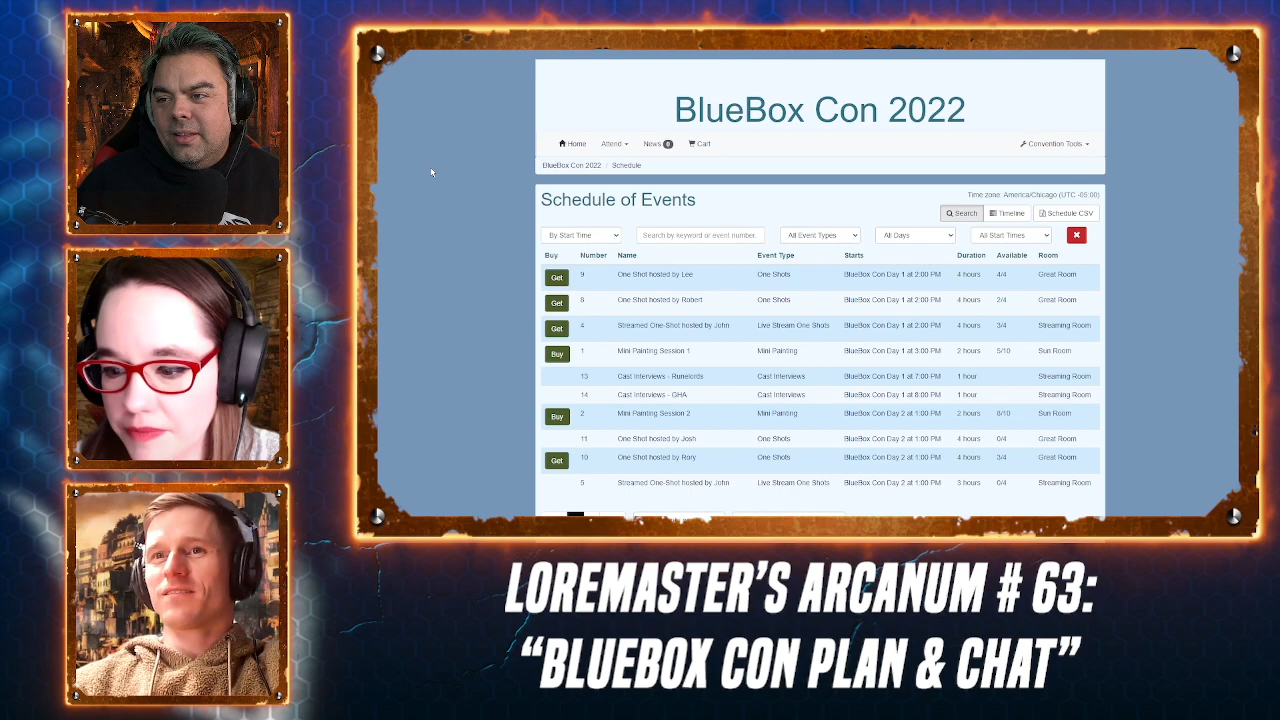 BlueBox Con 2022
Home Attend News 0 Cart Convention Tools
BlueBox Con 2022 / Schedule
Schedule of Events
Time zone: America/Chicago (UTC -05:00)
Search Timeline Schedule CSV
By Start Time Search by keyword or event number. All Event Types All Days All Start Times
Buy Number Name Event Type Starts Duration Available Room
Get 9 One Shot hosted by Lee One Shots BlueBox Con Day 1 at 2:00 PM 4 hours 4/4 Great Room
Get 8 One Shot hosted by Robert One Shots BlueBox Con Day 1 at 2:00 PM 4 hours 2/4 Great Room
Get 4 Streamed One-Shot hosted by John Live Stream One Shots BlueBox Con Day 1 at 2:00 PM 4 hours 3/4 Streaming Room
Buy 1 Mini Painting Session 1 Mini Painting BlueBox Con Day 1 at 3:00 PM 2 hours 5/10 Sun Room
13 Cast Interviews - Runelords Cast Interviews BlueBox Con Day 1 at 7:00 PM 1 hour Streaming Room
14 Cast Interviews - GHA Cast Interviews BlueBox Con Day 1 at 8:00 PM 1 hour Streaming Room
Buy 2 Mini Painting Session 2 Mini Painting BlueBox Con Day 2 at 1:00 PM 2 hours 8/10 Sun Room
11 One Shot hosted by Josh One Shots BlueBox Con Day 2 at 1:00 PM 4 hours 0/4 Great Room
Get 10 One Shot hosted by Rory One Shots BlueBox Con Day 2 at 1:00 PM 4 hours 3/4 Great Room
5 Streamed One-Shot hosted by John Live Stream One Shots BlueBox Con Day 2 at 1:00 PM 3 hours 0/4 Streaming Room
LOREMASTER'S ARCANUM # 63:
“BLUEBOX CON PLAN & CHAT”